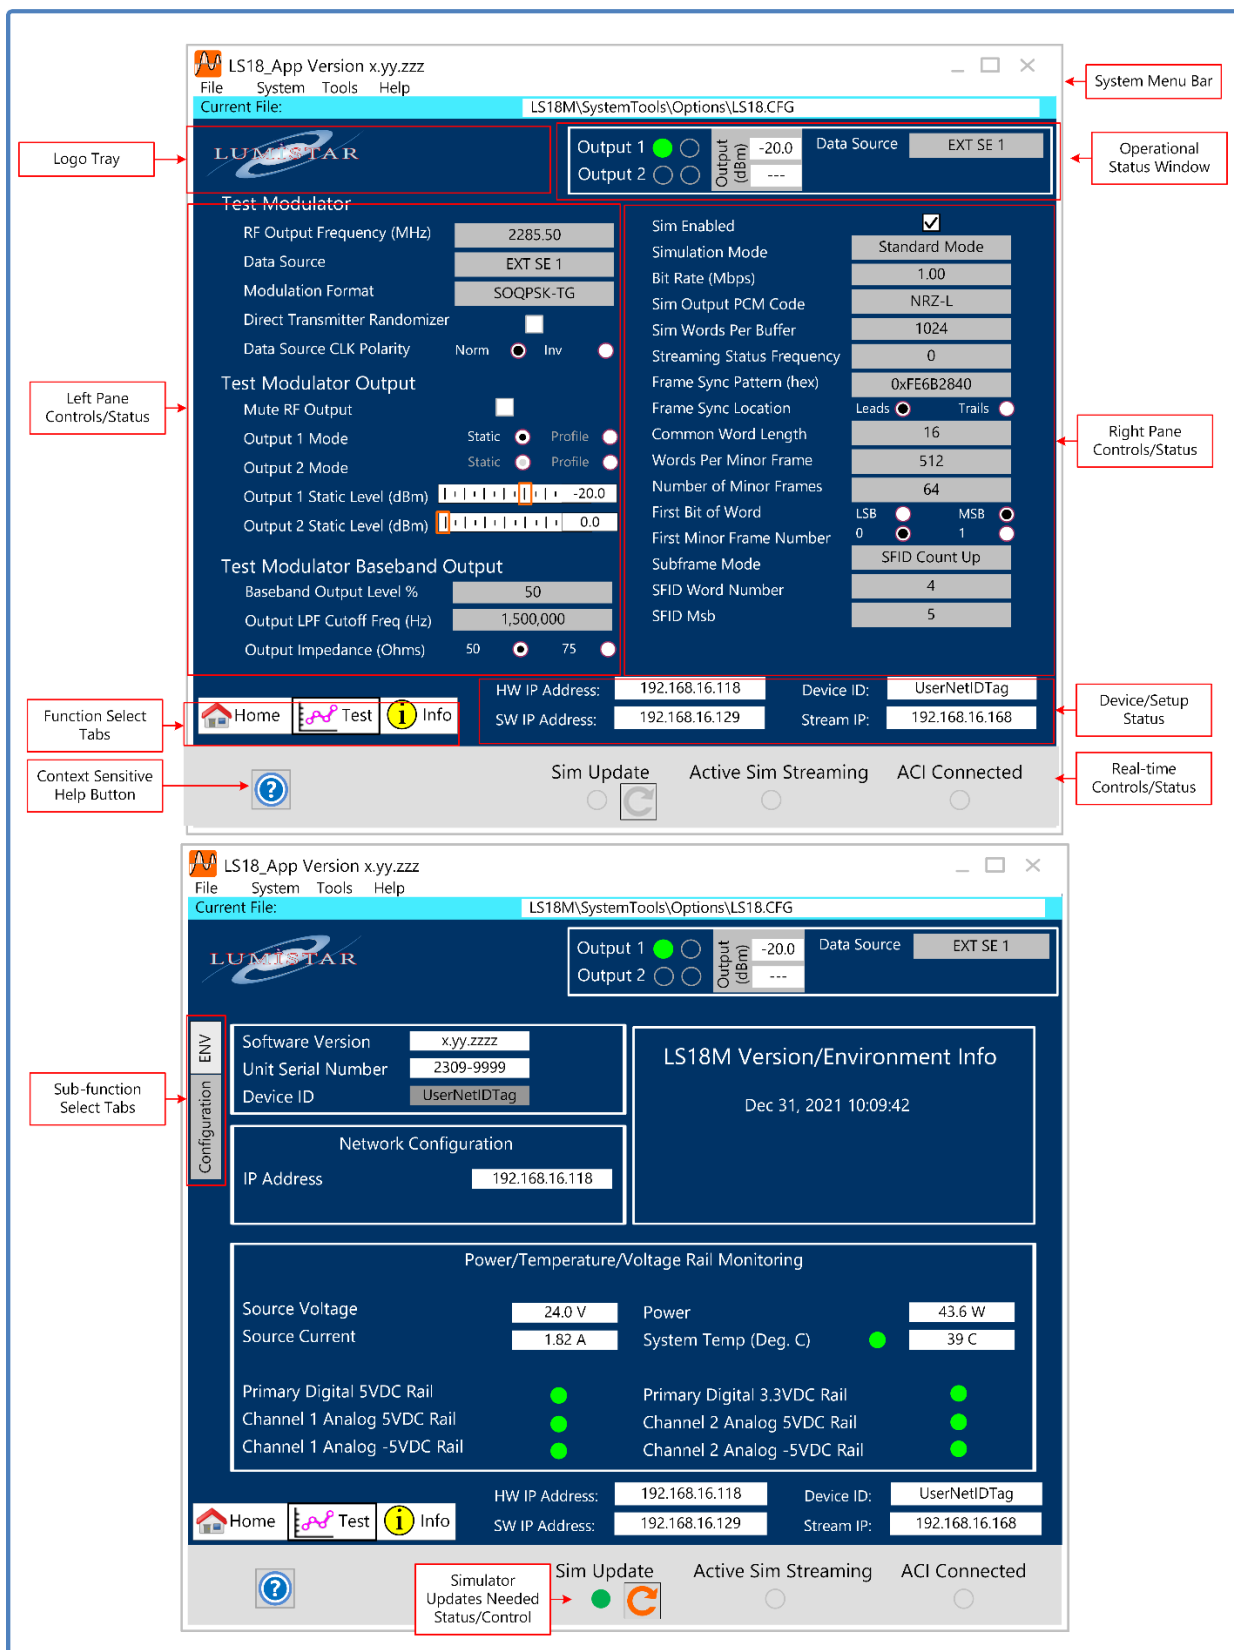 LS18_App Version x.yy.zzz
File System Tools Help
System Menu Bar
Current File: LS18M\SystemTools\Options\LS18.CFG
Logo Tray
LUMISTAR
Output 1
Output 2
Output (dBm)
-20.0
---
Data Source EXT SE 1
Operational Status Window
Left Pane Controls/Status
Test Modulator
RF Output Frequency (MHz) 2285.50
Data Source EXT SE 1
Modulation Format SOQPSK-TG
Direct Transmitter Randomizer
Data Source CLK Polarity Norm Inv
Test Modulator Output
Mute RF Output
Output 1 Mode Static Profile
Output 2 Mode Static Profile
Output 1 Static Level (dBm) -20.0
Output 2 Static Level (dBm) 0.0
Test Modulator Baseband Output
Baseband Output Level % 50
Output LPF Cutoff Freq (Hz) 1,500,000
Output Impedance (Ohms) 50 75
Sim Enabled
Simulation Mode Standard Mode
Bit Rate (Mbps) 1.00
Sim Output PCM Code NRZ-L
Sim Words Per Buffer 1024
Streaming Status Frequency 0
Frame Sync Pattern (hex) 0xFE6B2840
Frame Sync Location Leads Trails
Common Word Length 16
Words Per Minor Frame 512
Number of Minor Frames 64
First Bit of Word LSB MSB
First Minor Frame Number 0 1
Subframe Mode SFID Count Up
SFID Word Number 4
SFID Msb 5
Right Pane Controls/Status
Function Select Tabs
Home Test Info
HW IP Address: 192.168.16.118 Device ID: UserNetIDTag
SW IP Address: 192.168.16.129 Stream IP: 192.168.16.168
Device/Setup Status
Context Sensitive Help Button
Sim Update Active Sim Streaming ACI Connected
Real-time Controls/Status
LS18_App Version x.yy.zzz
File System Tools Help
Current File: LS18M\SystemTools\Options\LS18.CFG
LUMISTAR
Output 1
Output 2
Output (dBm)
-20.0
---
Data Source EXT SE 1
Sub-function Select Tabs
ENV
Configuration
Software Version x.yy.zzzz
Unit Serial Number 2309-9999
Device ID UserNetIDTag
Network Configuration
IP Address 192.168.16.118
LS18M Version/Environment Info
Dec 31, 2021 10:09:42
Power/Temperature/Voltage Rail Monitoring
Source Voltage 24.0 V Power 43.6 W
Source Current 1.82 A System Temp (Deg. C) 39 C
Primary Digital 5VDC Rail Primary Digital 3.3VDC Rail
Channel 1 Analog 5VDC Rail Channel 2 Analog 5VDC Rail
Channel 1 Analog -5VDC Rail Channel 2 Analog -5VDC Rail
HW IP Address: 192.168.16.118 Device ID: UserNetIDTag
Home Test Info
SW IP Address: 192.168.16.129 Stream IP: 192.168.16.168
Simulator Updates Needed Status/Control
Sim Update Active Sim Streaming ACI Connected